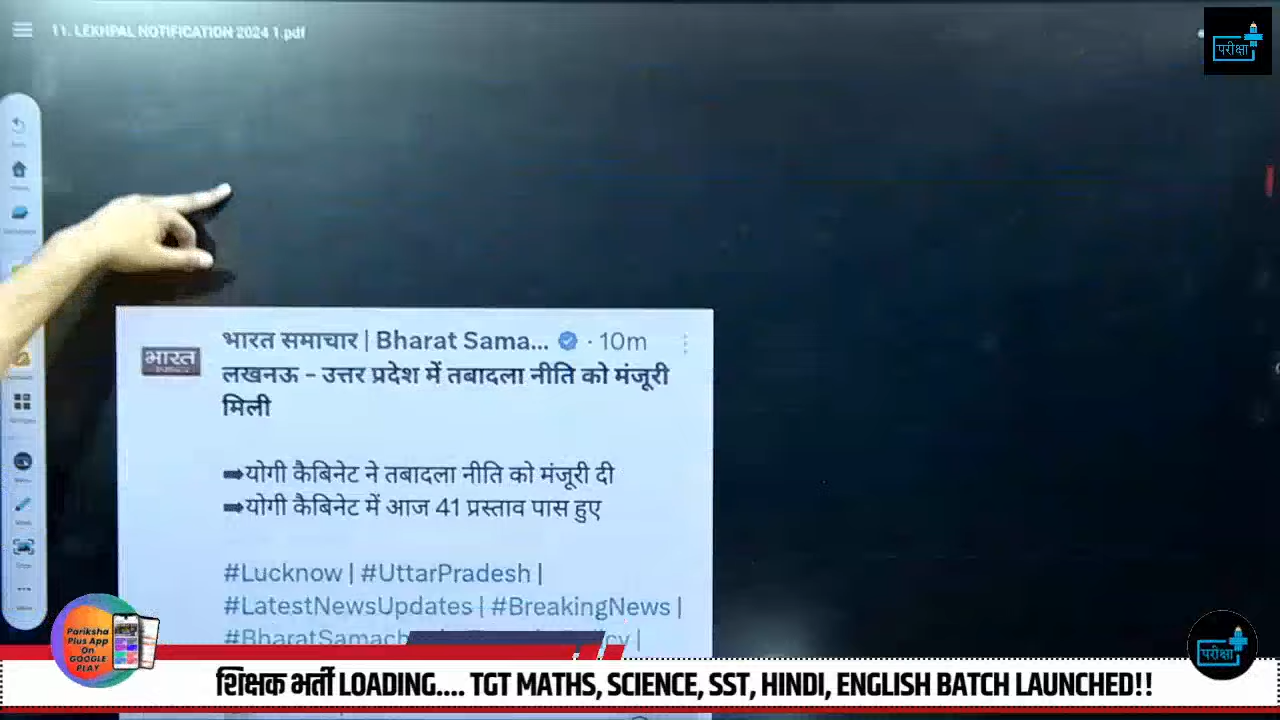 11. LEKHPAL NOTIFICATION 2024 1.pdf
परीक्षा
भारत समाचार | Bharat Sama... · 10m
भारत
लखनऊ - उत्तर प्रदेश में तबादला नीति को मंजूरी
मिली
➡योगी कैबिनेट ने तबादला नीति को मंजूरी दी
➡योगी कैबिनेट में आज 41 प्रस्ताव पास हुए
#Lucknow | #UttarPradesh |
#LatestNewsUpdates | #BreakingNews |
Pariksha
Plus App
On
GOOGLE
PLAY
परीक्षा
शिक्षक भर्ती LOADING.... TGT MATHS, SCIENCE, SST, HINDI, ENGLISH BATCH LAUNCHED!!